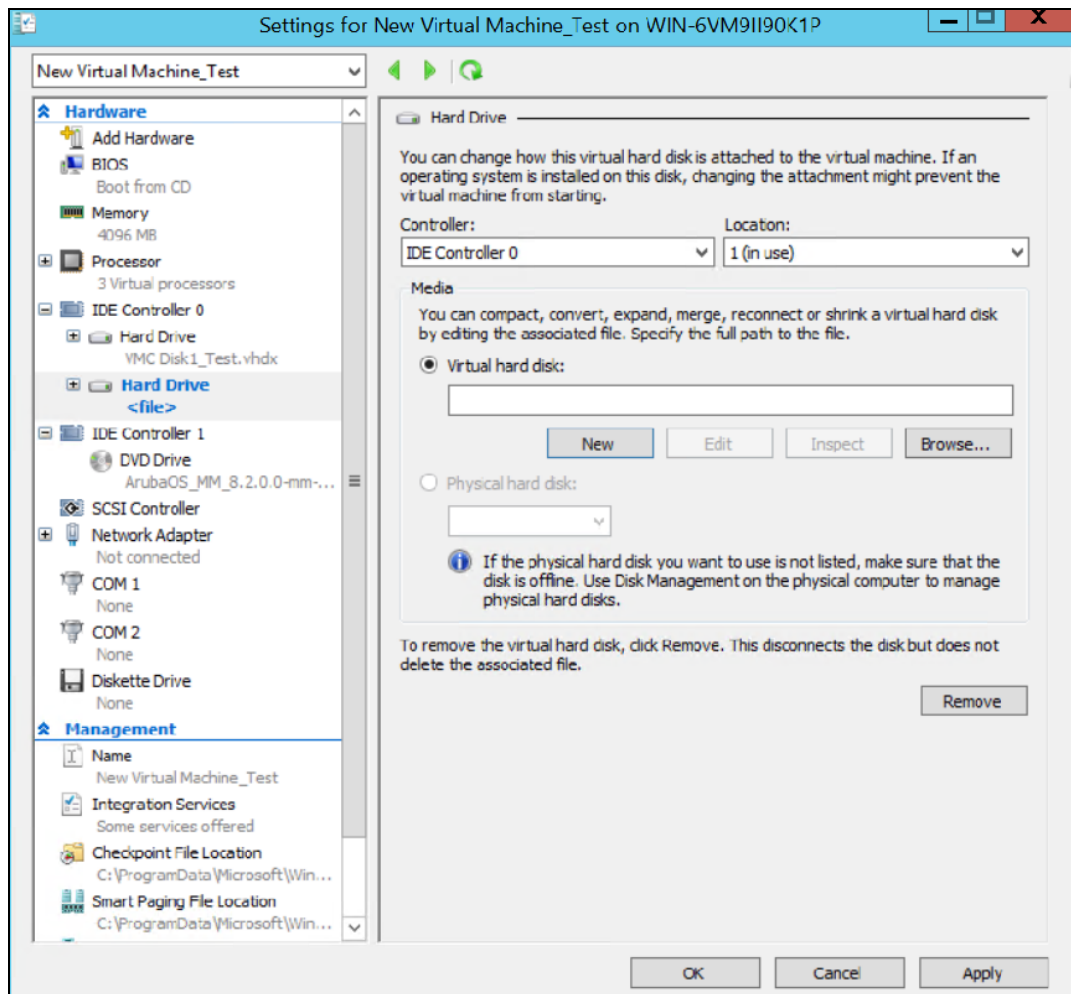 Settings for New Virtual Machine_Test on WIN-6VM9II90K1P
X
New Virtual Machine_Test
Hardware
Add Hardware
BIOS
Boot from CD
Memory
4096 MB
Processor
3 Virtual processors
IDE Controller 0
Hard Drive
VMC Disk1_Test.vhdx
Hard Drive
<file>
IDE Controller 1
DVD Drive
ArubaOS_MM_8.2.0.0-mm-...
SCSI Controller
Network Adapter
Not connected
COM 1
None
COM 2
None
Diskette Drive
None
Management
Name
New Virtual Machine_Test
Integration Services
Some services offered
Checkpoint File Location
C:\ProgramData\Microsoft\Win...
Smart Paging File Location
C:\ProgramData\Microsoft\Win...
Hard Drive
You can change how this virtual hard disk is attached to the virtual machine. If an
operating system is installed on this disk, changing the attachment might prevent the
virtual machine from starting.
Controller:
Location:
IDE Controller 0
1 (in use)
Media
You can compact, convert, expand, merge, reconnect or shrink a virtual hard disk
by editing the associated file. Specify the full path to the file.
Virtual hard disk:
New
Edit
Inspect
Browse...
Physical hard disk:
If the physical hard disk you want to use is not listed, make sure that the
disk is offline. Use Disk Management on the physical computer to manage
physical hard disks.
To remove the virtual hard disk, click Remove. This disconnects the disk but does not
delete the associated file.
Remove
OK
Cancel
Apply